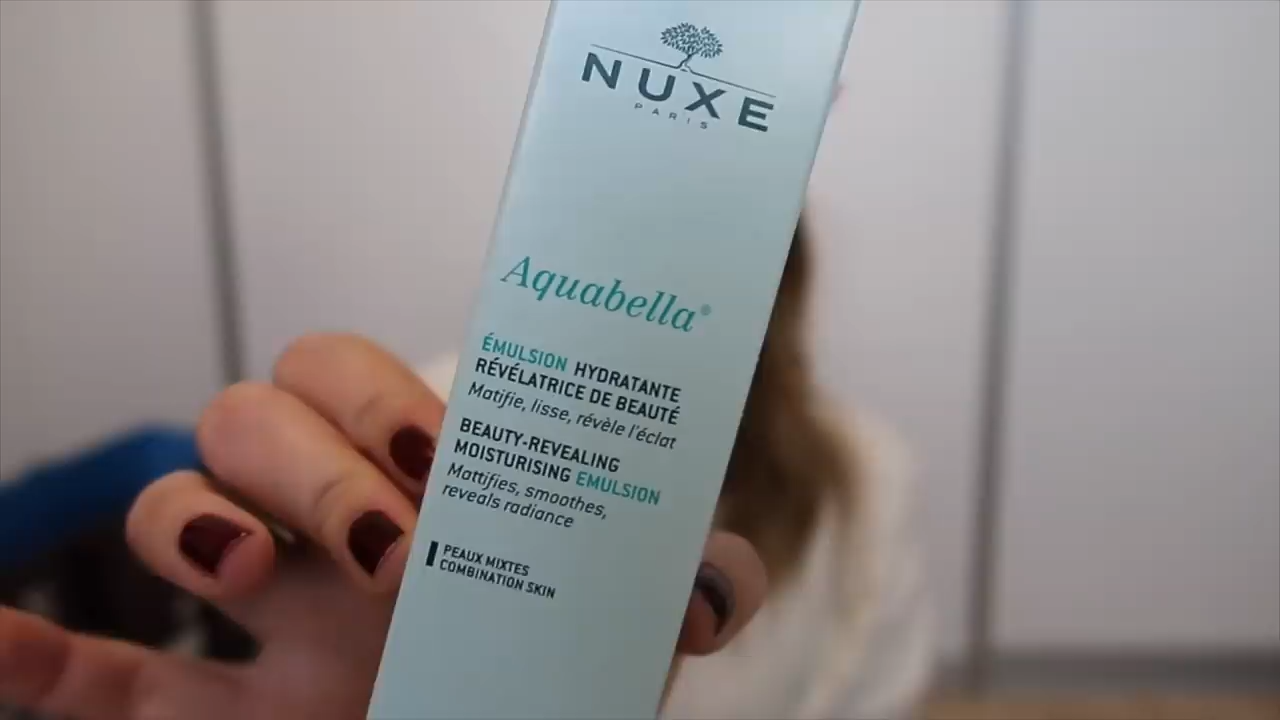 NUXE
PARIS
Aquabella®
ÉMULSION HYDRATANTE
RÉVÉLATRICE DE BEAUTÉ
Matifie, lisse, révèle l'éclat
BEAUTY-REVEALING
MOISTURISING EMULSION
Mattifies, smoothes,
reveals radiance
PEAUX MIXTES
COMBINATION SKIN